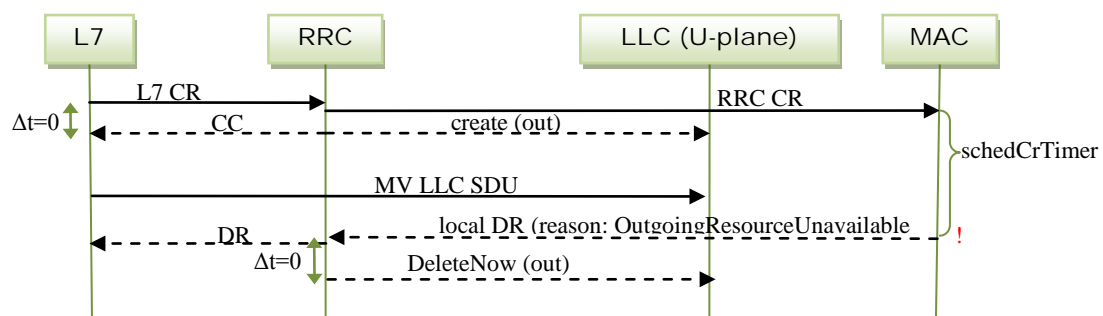 L7
RRC
LLC (U-plane)
MAC
L7 CR
RRC CR
Δt=0
CC
create (out)
schedCrTimer
MV LLC SDU
local DR (reason: OutgoingResourceUnavailable
!
DR
Δt=0
DeleteNow (out)